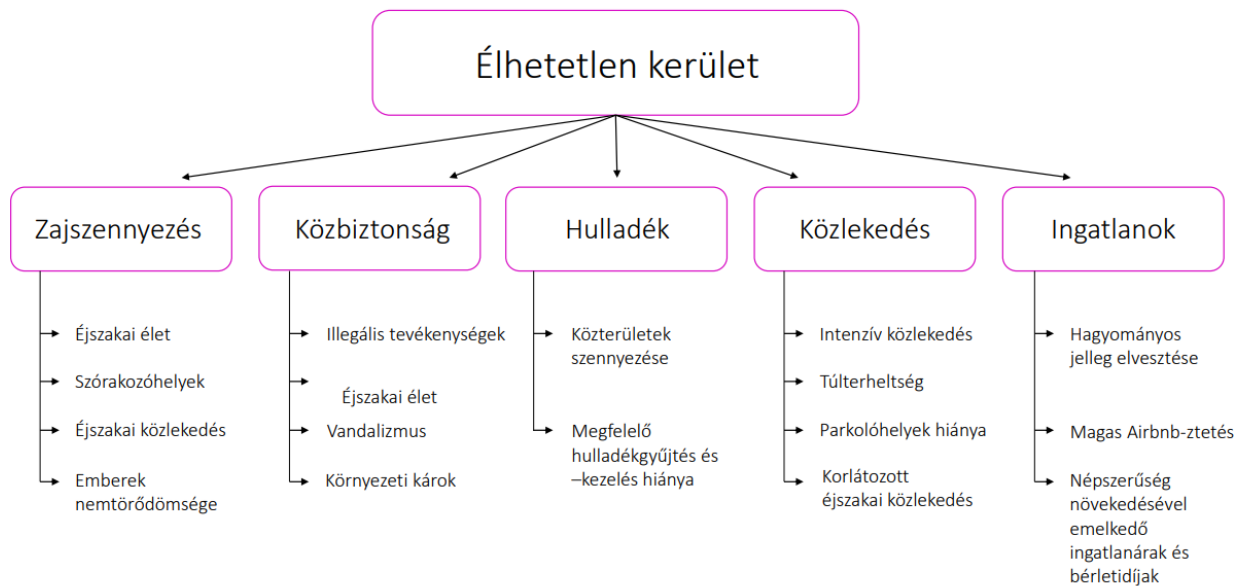 Élhetetlen kerület
Zajszennyezés
Éjszakai élet
Szórakozóhelyek
Éjszakai közlekedés
Emberek
nemtörődömsége
Közbiztonság
Illegális tevékenységek
Éjszakai élet
Vandalizmus
Környezeti károk
Hulladék
Közterületek
szennyezése
Megfelelő
hulladékgyűjtés és
–kezelés hiánya
Közlekedés
Intenzív közlekedés
Túlterheltség
Parkolóhelyek hiánya
Korlátozott
éjszakai közlekedés
Ingatlanok
Hagyományos
jelleg elvesztése
Magas Airbnb-ztetés
Népszerűség
növekedésével
emelkedő
ingatlanárak és
bérletidíjak